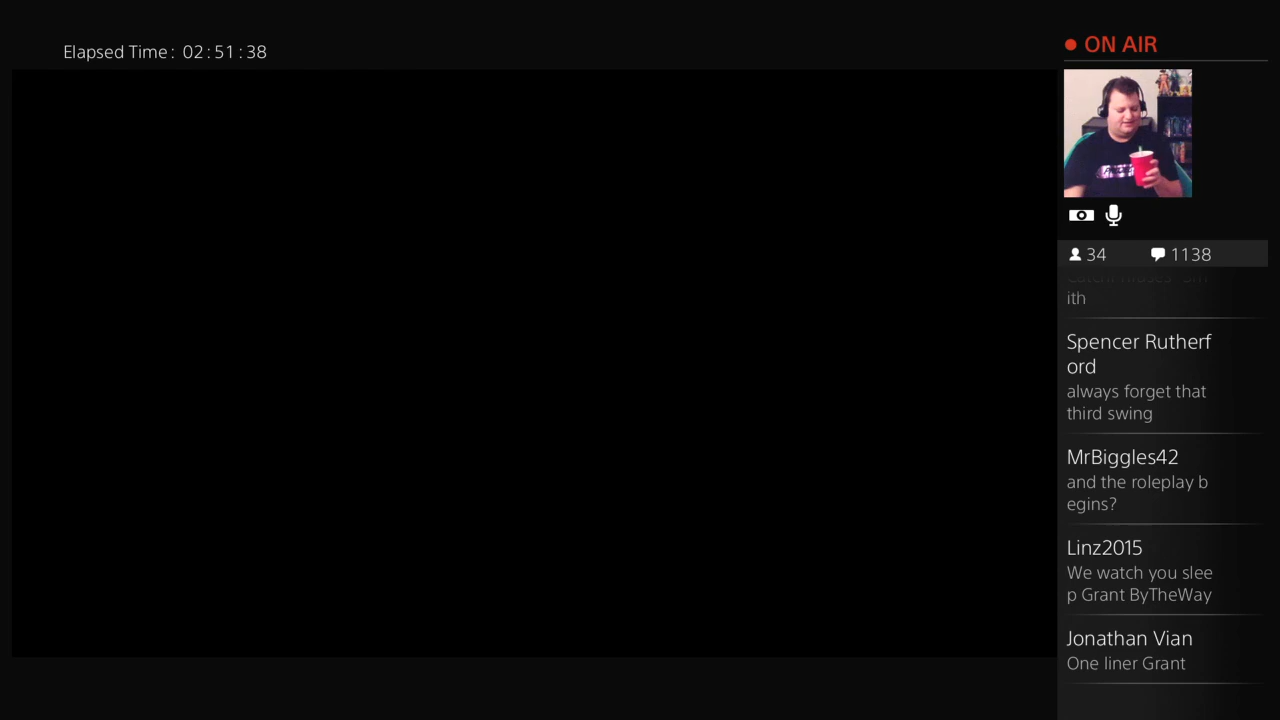 Elapsed Time: 02:51:38
ON AIR
34 1138
ith
Spencer Rutherf
ord
always forget that
third swing
MrBiggles42
and the roleplay b
egins?
Linz2015
We watch you slee
p Grant ByTheWay
Jonathan Vian
One liner Grant